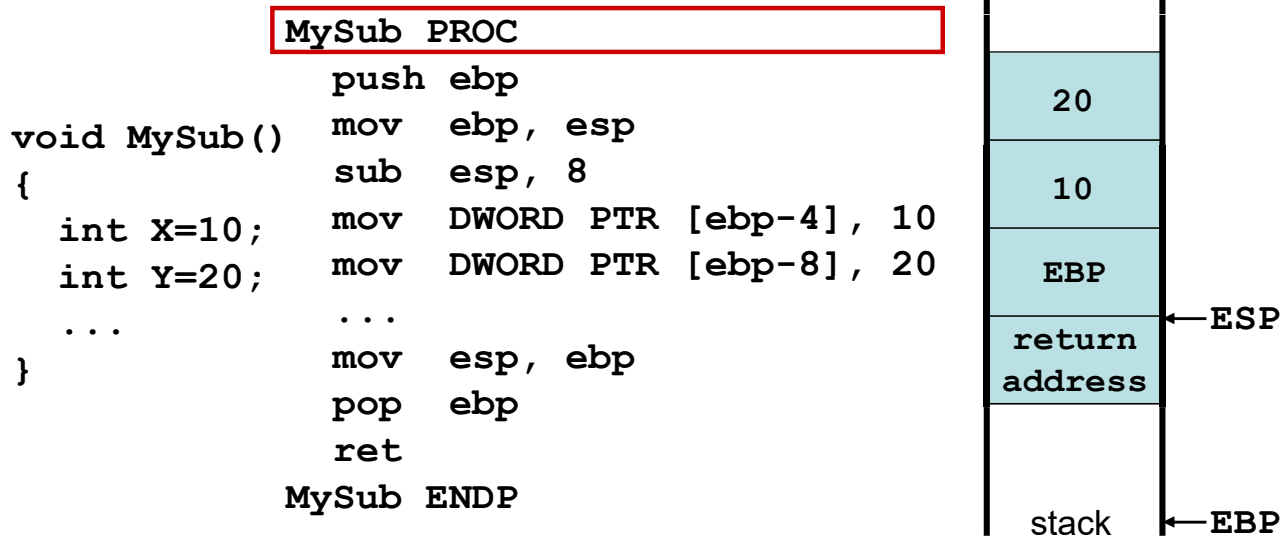 void MySub()
{
  int X=10;
  int Y=20;
  ...
}
MySub PROC
  push ebp
  mov  ebp, esp
  sub  esp, 8
  mov  DWORD PTR [ebp-4], 10
  mov  DWORD PTR [ebp-8], 20
  ...
  mov  esp, ebp
  pop  ebp
  ret
MySub ENDP
20
10
EBP
return
address
stack
ESP
EBP